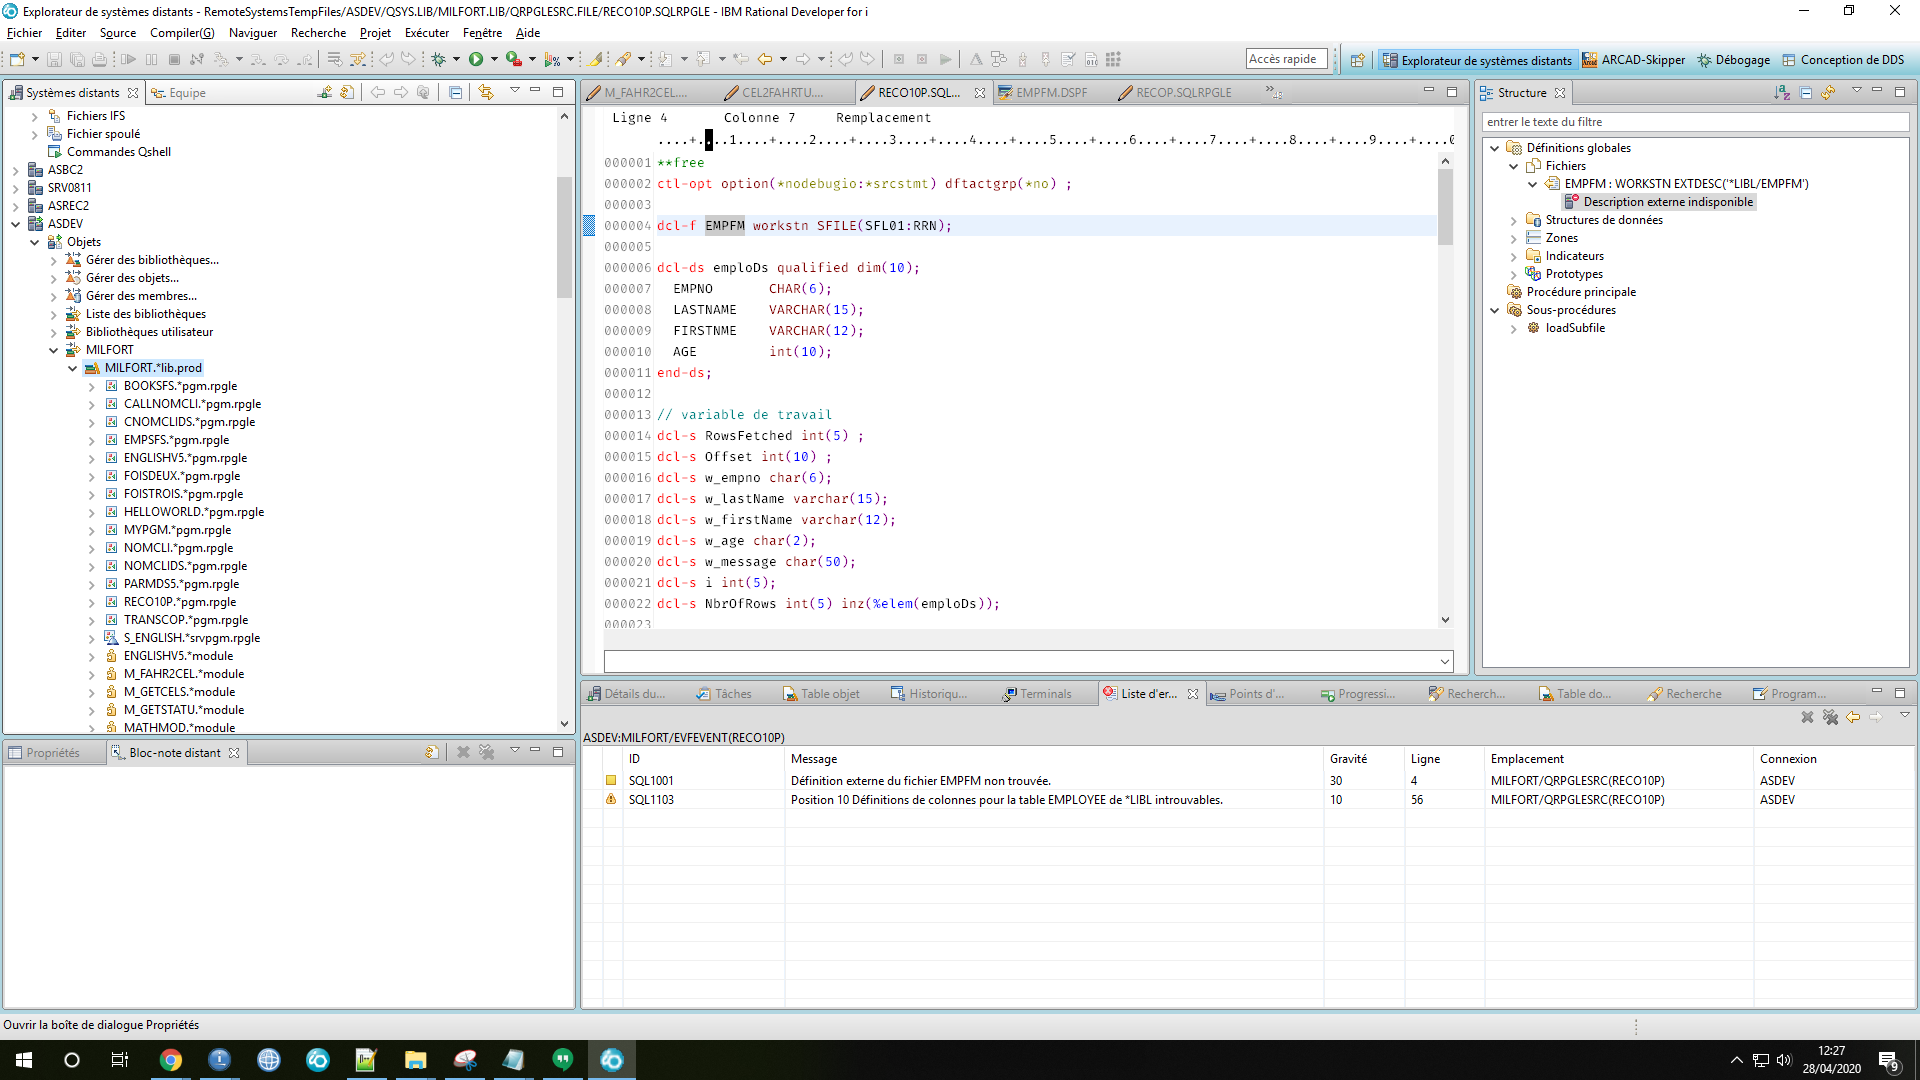 Explorateur de systèmes distants - RemoteSystemsTempFiles/ASDEV/QSYS.LIB/MILFORT.LIB/QRPGLESRC.FILE/RECO10P.SQLRPGLE - IBM Rational Developer for i
Fichier Editer Source Compiler(G) Naviguer Recherche Projet Exécuter Fenêtre Aide
Accès rapide Explorateur de systèmes distants ARCAD-Skipper Débogage Conception de DDS
Systèmes distants Equipe
Fichiers IFS
Fichier spoulé
Commandes Qshell
ASBC2
SRV0811
ASREC2
ASDEV
Objets
Gérer des bibliothèques...
Gérer des objets...
Gérer des membres...
Liste des bibliothèques
Bibliothèques utilisateur
MILFORT
MILFORT.*lib.prod
BOOKSFS.*pgm.rpgle
CALLNOMCLI.*pgm.rpgle
CNOMCLIDS.*pgm.rpgle
EMPSFS.*pgm.rpgle
ENGLISHV5.*pgm.rpgle
FOISDEUX.*pgm.rpgle
FOISTROIS.*pgm.rpgle
HELLOWORLD.*pgm.rpgle
MYPGM.*pgm.rpgle
NOMCLI.*pgm.rpgle
NOMCLIDS.*pgm.rpgle
PARMDS5.*pgm.rpgle
RECO10P.*pgm.rpgle
TRANSCOP.*pgm.rpgle
S_ENGLISH.*srvpgm.rpgle
ENGLISHV5.*module
M_FAHR2CEL.*module
M_GETCELS.*module
M_GETSTATU.*module
MATHMOD.*module
Propriétés Bloc-note distant
M_FAHR2CEL.... CEL2FAHRTU.... RECO10P.SQL... EMPFM.DSPF RECOP.SQLRPGLE »48
Ligne 4 Colonne 7 Remplacement
....+....1....+....2....+....3....+....4....+....5....+....6....+....7....+....8....+....9....+....0
000001 **free
000002 ctl-opt option(*nodebugio:*srcstmt) dftactgrp(*no) ;
000003
000004 dcl-f EMPFM workstn SFILE(SFL01:RRN);
000005
000006 dcl-ds emploDs qualified dim(10);
000007 EMPNO CHAR(6);
000008 LASTNAME VARCHAR(15);
000009 FIRSTNME VARCHAR(12);
000010 AGE int(10);
000011 end-ds;
000012
000013 // variable de travail
000014 dcl-s RowsFetched int(5) ;
000015 dcl-s Offset int(10) ;
000016 dcl-s w_empno char(6);
000017 dcl-s w_lastName varchar(15);
000018 dcl-s w_firstName varchar(12);
000019 dcl-s w_age char(2);
000020 dcl-s w_message char(50);
000021 dcl-s i int(5);
000022 dcl-s NbrOfRows int(5) inz(%elem(emploDs));
000023
Structure
entrer le texte du filtre
Définitions globales
Fichiers
EMPFM : WORKSTN EXTDESC('*LIBL/EMPFM')
Description externe indisponible
Structures de données
Zones
Indicateurs
Prototypes
Procédure principale
Sous-procédures
loadSubfile
Détails du... Tâches Table objet Historiqu... Terminals Liste d'er... Points d'... Progressi... Recherch... Table do... Recherche Program...
ASDEV:MILFORT/EVFEVENT(RECO10P)
ID Message Gravité Ligne Emplacement Connexion
SQL1001 Définition externe du fichier EMPFM non trouvée. 30 4 MILFORT/QRPGLESRC(RECO10P) ASDEV
SQL1103 Position 10 Définitions de colonnes pour la table EMPLOYEE de *LIBL introuvables. 10 56 MILFORT/QRPGLESRC(RECO10P) ASDEV
Ouvrir la boîte de dialogue Propriétés
12:27
28/04/2020
9